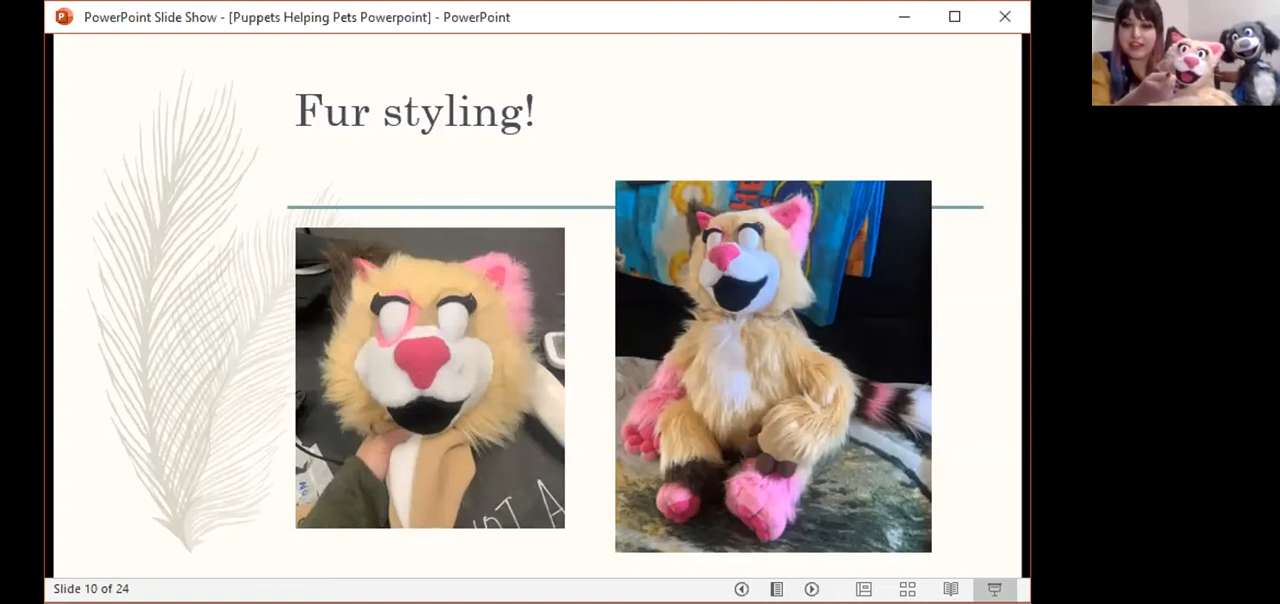 PowerPoint Slide Show - [Puppets Helping Pets Powerpoint] - PowerPoint
Fur styling!
Slide 10 of 24